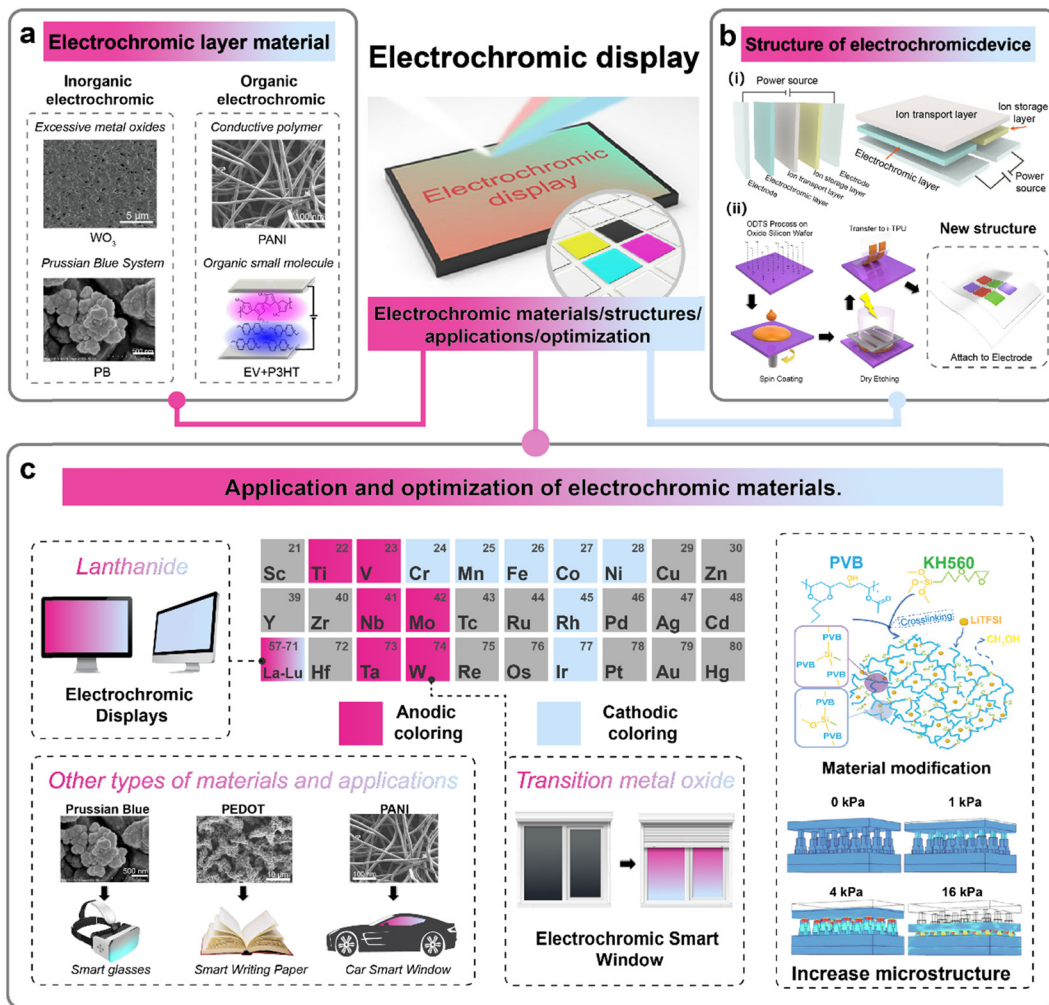 a
Electrochromic layer material
Inorganic
electrochromic
Excessive metal oxides
5 μm
WO3
Prussian Blue System
500 nm
PB
Organic
electrochromic
Conductive polymer
100 nm
PANI
Organic small molecule
EV+P3HT
Electrochromic display
Electrochromic
display
Electrochromic materials/structures/
applications/optimization
b
Structure of electrochromicdevice
(i)
Power source
Electrode
Electrochromic layer
Ion transport layer
Ion storage layer
Electrode
Ion transport layer
Ion storage
layer
Electrochromic layer
Power
source
(ii)
ODTS Process on
Oxide Silicon Wafer
Spin Coating
Transfer to i-TPU
Dry Etching
New structure
Attach to Electrode
c
Application and optimization of electrochromic materials.
Lanthanide
Electrochromic
Displays
21 22 23 24 25 26 27 28 29 30
Sc Ti V Cr Mn Fe Co Ni Cu Zn
39 40 41 42 43 44 45 46 47 48
Y Zr Nb Mo Tc Ru Rh Pd Ag Cd
57-71 72 73 74 75 76 77 78 79 80
La-Lu Hf Ta W Re Os Ir Pt Au Hg
Anodic
coloring
Cathodic
coloring
Other types of materials and applications
Prussian Blue
500 nm
Smart glasses
PEDOT
10 μm
Smart Writing Paper
PANI
100 nm
Car Smart Window
Transition metal oxide
Electrochromic Smart
Window
PVB
KH560
OH
Crosslinking
LiTFSI
CH3OH
PVB
Si
PVB
PVB
PVB
Si
PVB
Material modification
0 kPa
1 kPa
4 kPa
16 kPa
Increase microstructure